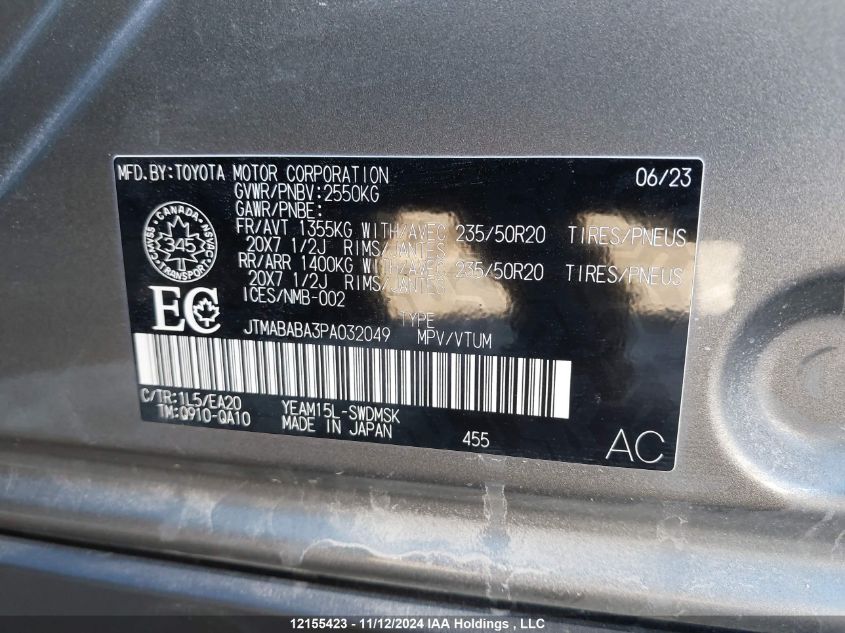 MFD.BY:TOYOTA MOTOR CORPORATION 06/23
GVWR/PNBV:2550KG
GAWR/PNBE:
FR/AVT 1355KG WITH/AVEC 235/50R20 TIRES/PNEUS
20X7 1/2J RIMS/JANTES
RR/ARR 1400KG WITH/AVEC 235/50R20 TIRES/PNEUS
20X7 1/2J RIMS/JANTES
ICES/NMB-002
CANADA
CMVSS 345 NSVAC
TRANSPORT
EC
TYPE
JTMABABA3PA032049 MPV/VTUM
C/TR:1L5/EA20 YEAM15L-SWDMSK
TM:Q910-QA10 MADE IN JAPAN 455 AC
12155423 - 11/12/2024 IAA Holdings, LLC